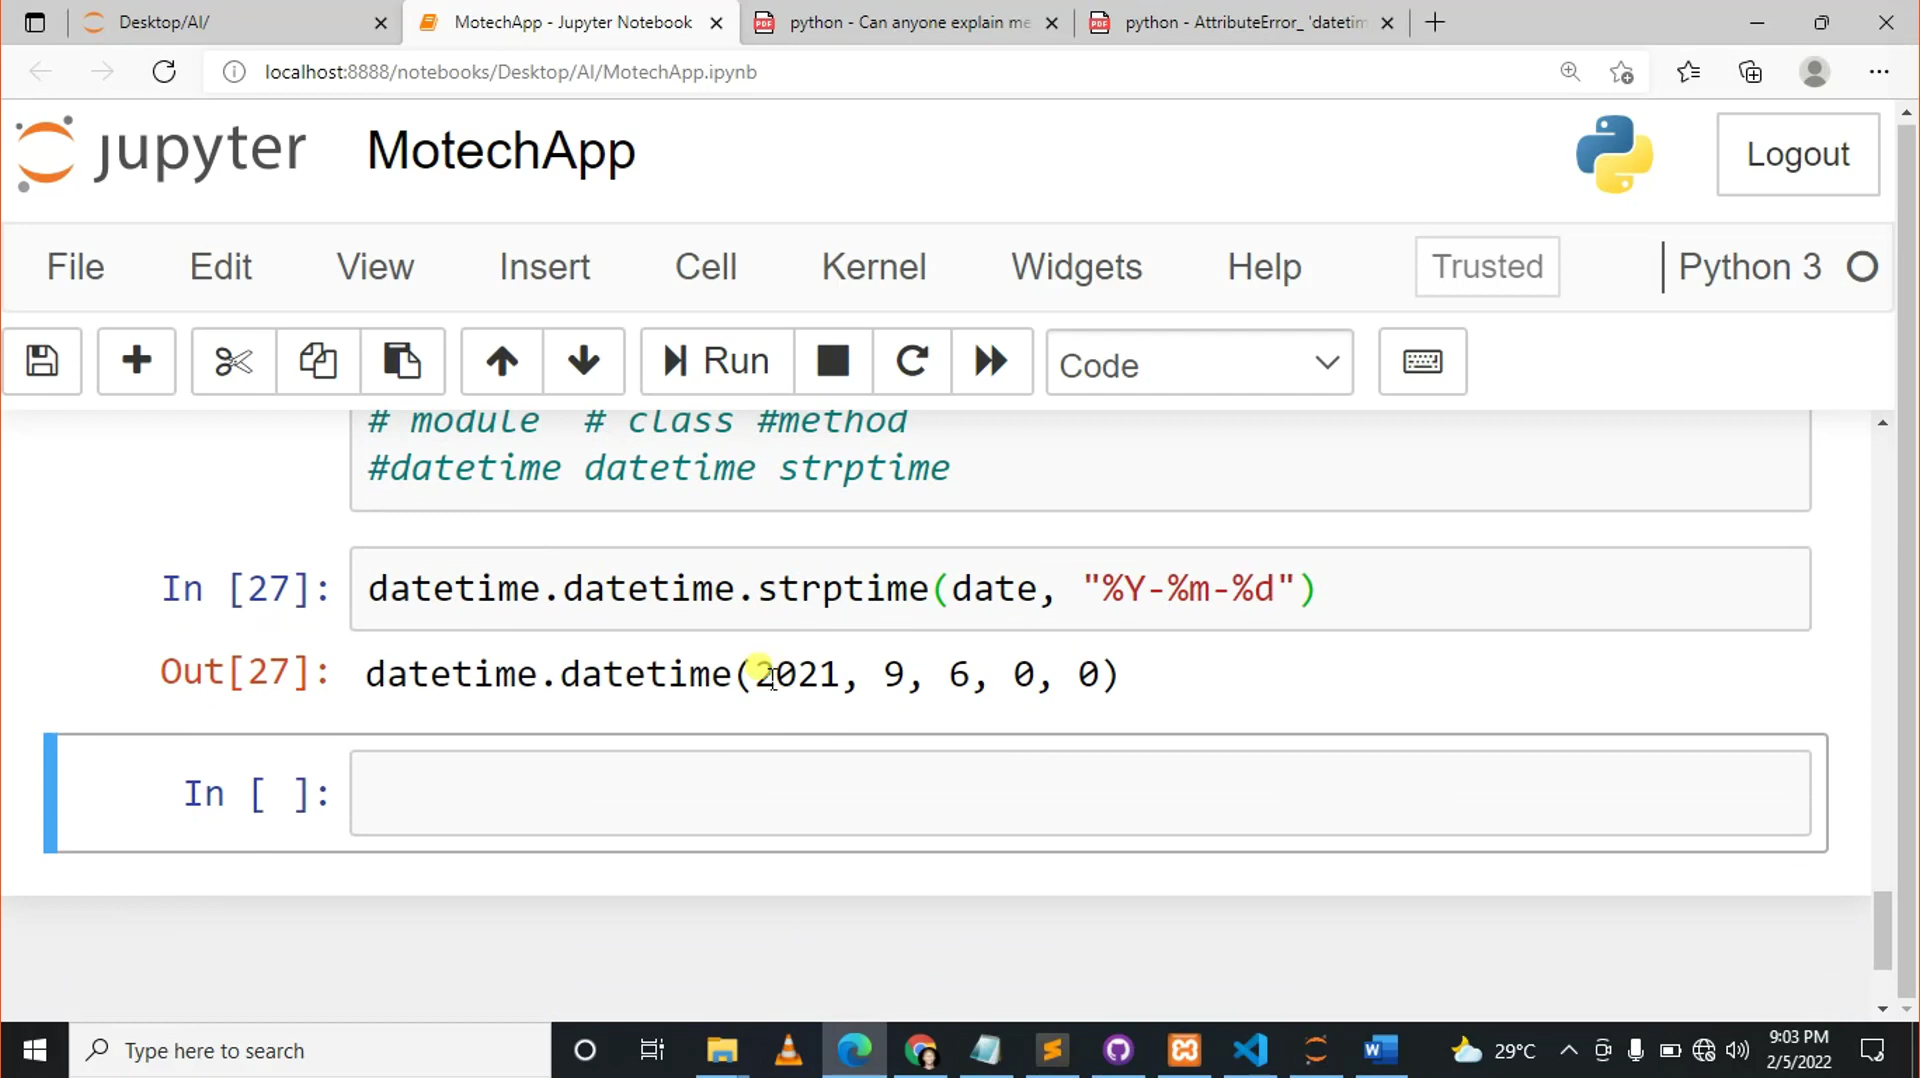 Desktop/AI/
MotechApp - Jupyter Notebook
python - Can anyone explain me
python - AttributeError_ 'datetim
localhost:8888/notebooks/Desktop/AI/MotechApp.ipynb
jupyter MotechApp
Logout
File Edit View Insert Cell Kernel Widgets Help Trusted Python 3
Run Code
# module  # class #method
#datetime datetime strptime
In [27]: datetime.datetime.strptime(date, "%Y-%m-%d")
Out[27]: datetime.datetime(2021, 9, 6, 0, 0)
In [ ]:
Type here to search
29°C
9:03 PM
2/5/2022